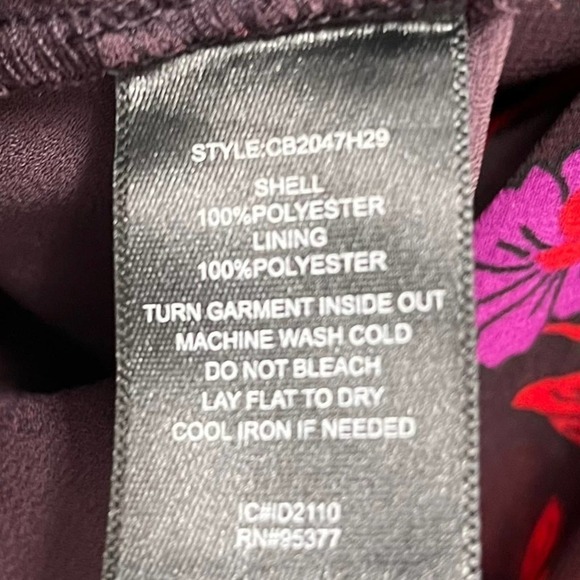 STYLE:CB2047H29
SHELL
100%POLYESTER
LINING
100%POLYESTER
TURN GARMENT INSIDE OUT
MACHINE WASH COLD
DO NOT BLEACH
LAY FLAT TO DRY
COOL IRON IF NEEDED
IC#ID2110
RN#95377